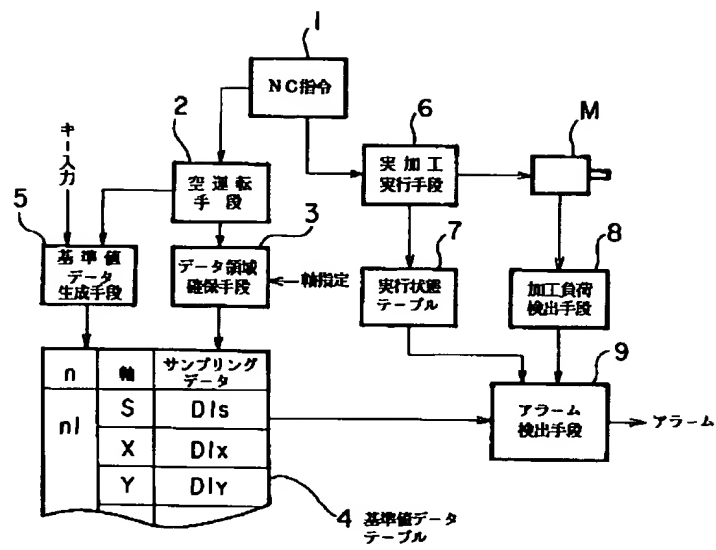 1
NC指令
2
空運転
手 段
6
実 加 工
実行手段
M
キー入力
5
基 準 値
データ
生成手段
3
データ領域
確保手段
軸指定
7
実行状態
テーブル
8
加工負荷
検出手段
n
軸
サンプリング
データ
n1
S
D1s
X
D1x
Y
D1Y
9
アラーム
検出手段
アラーム
4 基準値データ
テーブル